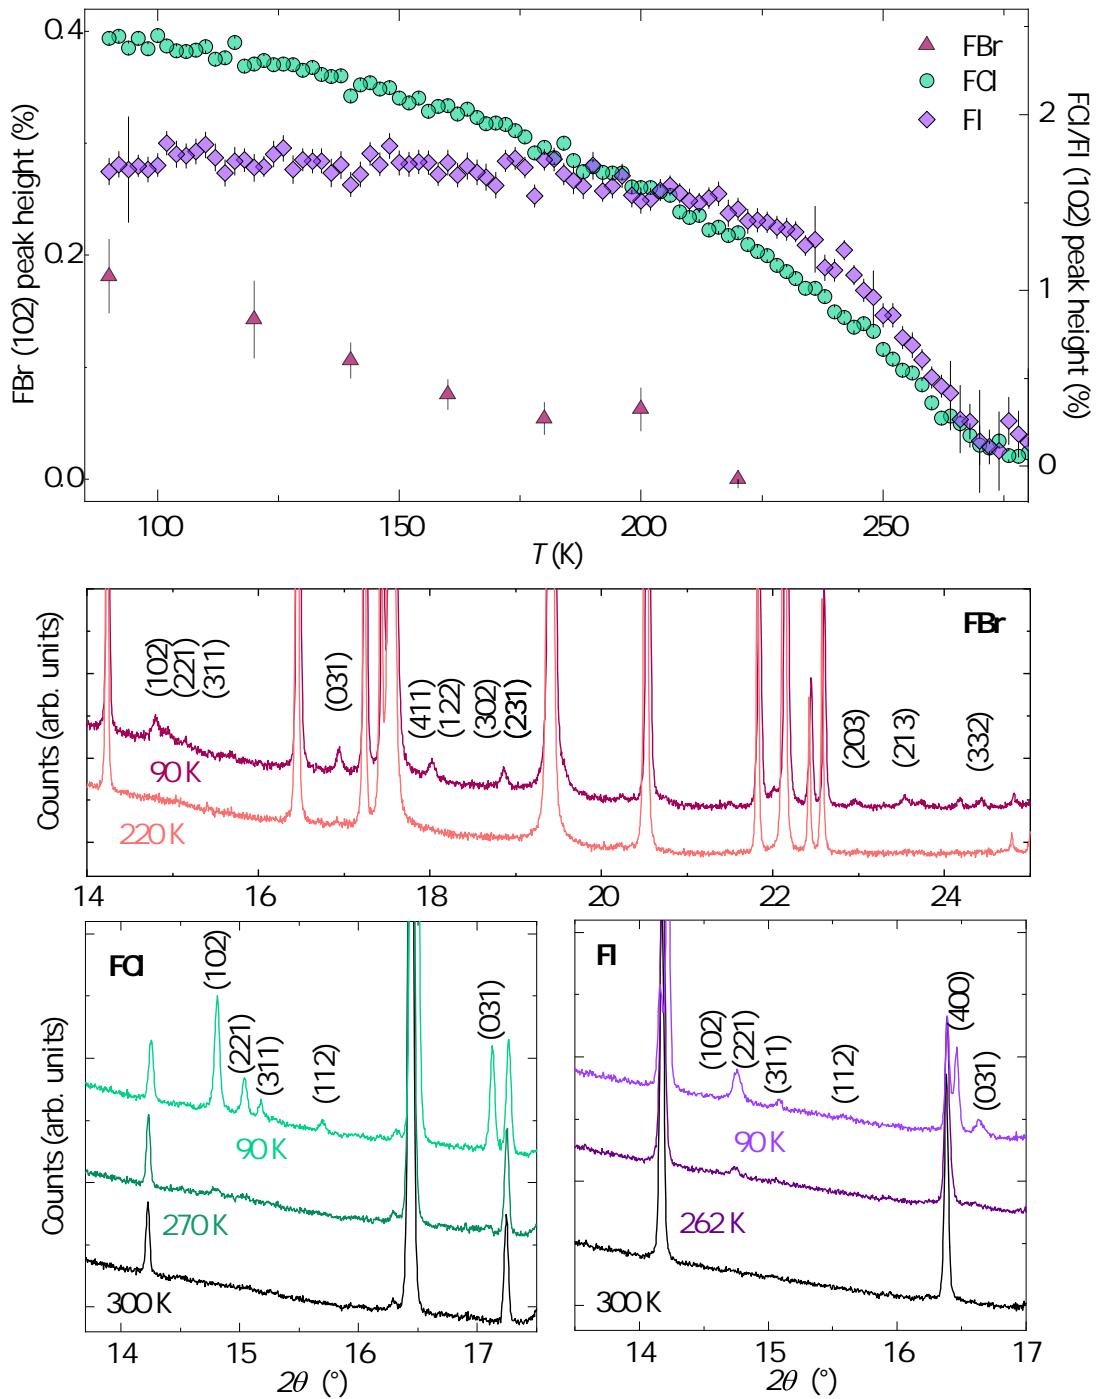 0.4
0.3
0.2
0.1
0.0
FBr (102) peak height (%)
FBr
FCl
FI
2
1
0
FCl/FI (102) peak height (%)
100
150
200
250
T (K)
FBr
Counts (arb. units)
(102)
(221)
(311)
(031)
(411)
(122)
(302)
(231)
(203)
(213)
(332)
90 K
220 K
14
16
18
20
22
24
FCl
Counts (arb. units)
(102)
(221)
(311)
(112)
(031)
90 K
270 K
300 K
14
15
16
17
2θ (°)
FI
(102)
(221)
(311)
(112)
(400)
(031)
90 K
262 K
300 K
14
15
16
17
2θ (°)